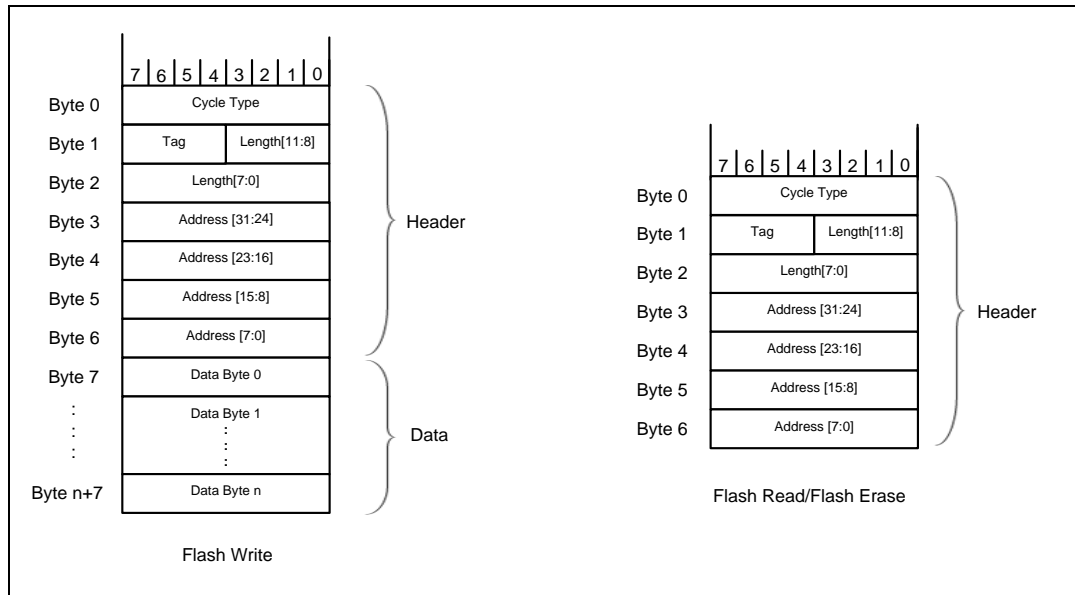 7 6 5 4 3 2 1 0
Byte 0 Cycle Type
Byte 1 Tag Length[11:8]
Byte 2 Length[7:0]
Byte 3 Address [31:24]
Byte 4 Address [23:16]
Byte 5 Address [15:8]
Byte 6 Address [7:0]
Header
Byte 7 Data Byte 0
: Data Byte 1
: :
: :
Byte n+7 Data Byte n
Data
Flash Write
7 6 5 4 3 2 1 0
Byte 0 Cycle Type
Byte 1 Tag Length[11:8]
Byte 2 Length[7:0]
Byte 3 Address [31:24]
Byte 4 Address [23:16]
Byte 5 Address [15:8]
Byte 6 Address [7:0]
Header
Flash Read/Flash Erase